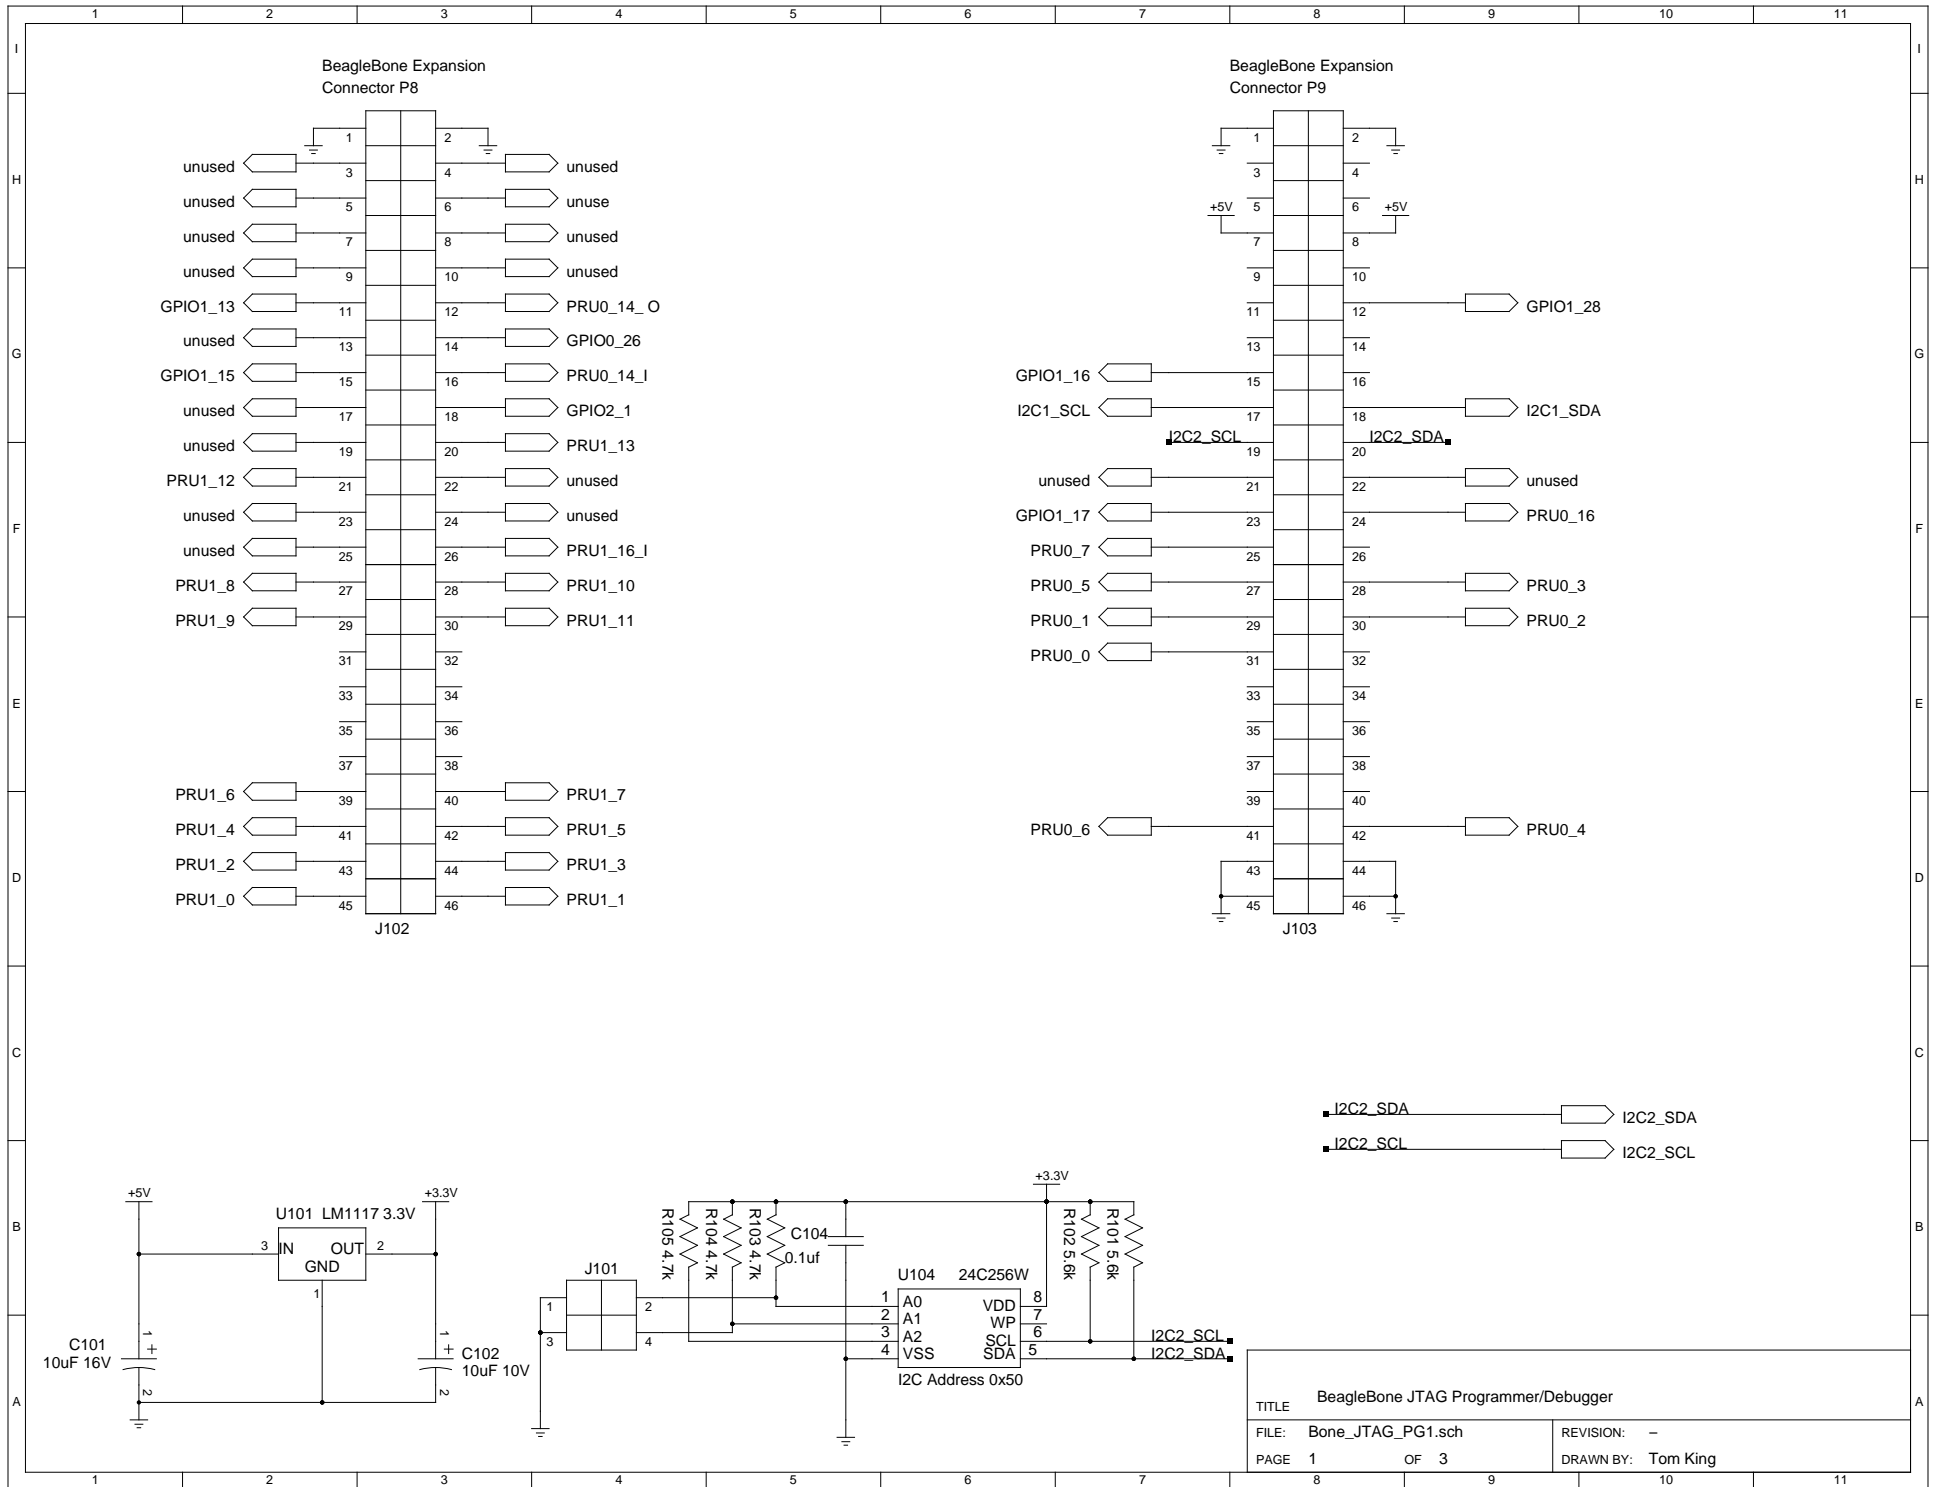 1 2 3 4 5 6 7 8 9 10 11
I I
BeagleBone Expansion
Connector P8
BeagleBone Expansion
Connector P9
1 2
1 2
H H
unused 3 4 unused
3 4
unused 5 6 unuse
+5V 5 6 +5V
unused 7 8 unused
7 8
unused 9 10 unused
9 10
GPIO1_13 11 12 PRU0_14_ O
11 12 GPIO1_28
G G
unused 13 14 GPIO0_26
13 14
GPIO1_15 15 16 PRU0_14_I
GPIO1_16 15 16
unused 17 18 GPIO2_1
I2C1_SCL 17 18 I2C1_SDA
unused 19 20 PRU1_13
I2C2_SCL 19 20 I2C2_SDA
PRU1_12 21 22 unused
unused 21 22 unused
F F
unused 23 24 unused
GPIO1_17 23 24 PRU0_16
unused 25 26 PRU1_16_I
PRU0_7 25 26
PRU1_8 27 28 PRU1_10
PRU0_5 27 28 PRU0_3
PRU1_9 29 30 PRU1_11
PRU0_1 29 30 PRU0_2
31 32
PRU0_0 31 32
E E
33 34
33 34
35 36
35 36
37 38
37 38
PRU1_6 39 40 PRU1_7
39 40
PRU1_4 41 42 PRU1_5
PRU0_6 41 42 PRU0_4
D D
PRU1_2 43 44 PRU1_3
43 44
PRU1_0 45 46 PRU1_1
45 46
J102
J103
C C
I2C2_SDA I2C2_SDA
I2C2_SCL I2C2_SCL
B B
+5V +3.3V
U101 LM1117 3.3V
3 IN OUT 2
GND
1
C101
10uF 16V
1 +
2
1 +
C102
10uF 10V
2
J101
1 2
3 4
R105 4.7k
R104 4.7k
R103 4.7k
C104
0.1uf
+3.3V
R102 5.6k
R101 5.6k
U104 24C256W
1 A0 VDD 8
2 A1 WP 7
3 A2 SCL 6
4 VSS SDA 5
I2C2_SCL
I2C2_SDA
I2C Address 0x50
A A
TITLE BeagleBone JTAG Programmer/Debugger
FILE: Bone_JTAG_PG1.sch REVISION: –
PAGE 1 OF 3 DRAWN BY: Tom King
1 2 3 4 5 6 7 8 9 10 11